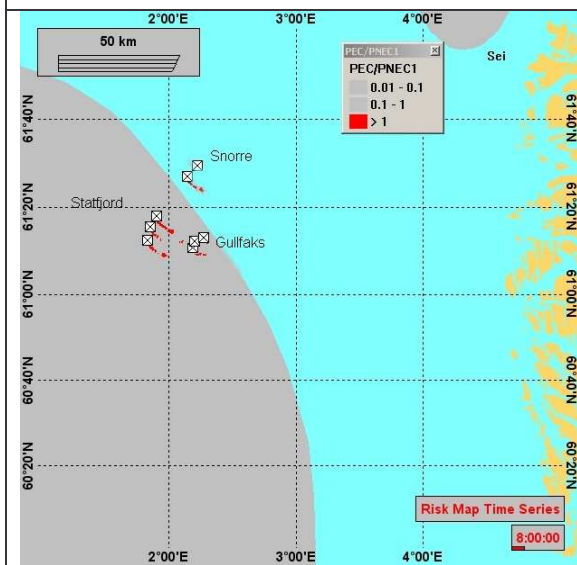 2°00'E 3°00'E 4°00'E
50 km
PEC/PNEC1
PEC/PNEC1
0.01 - 0.1
0.1 - 1
> 1
Sei
61°40'N
61°40'N
Snorre
61°20'N
Statfjord
61°20'N
Gullfaks
61°00'N
61°00'N
60°40'N
60°40'N
60°20'N
60°20'N
Risk Map Time Series
8:00:00
2°00'E 3°00'E 4°00'E